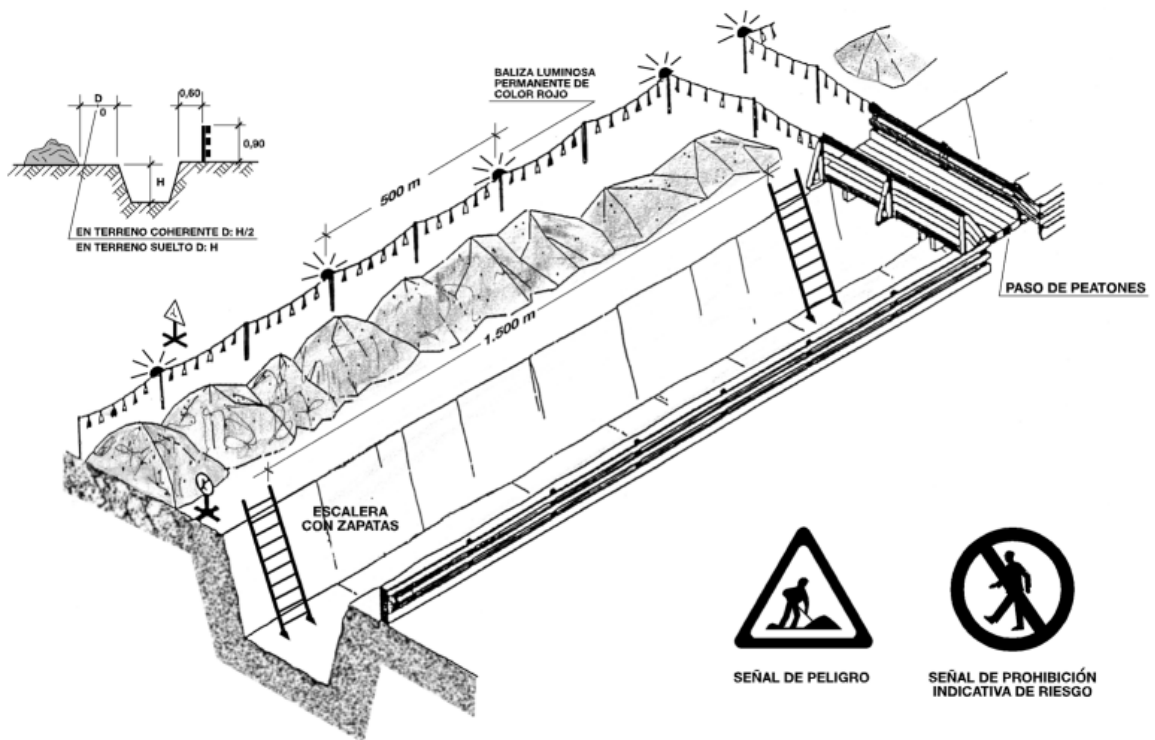 D
0
0,60
0,90
H
EN TERRENO COHERENTE D: H/2
EN TERRENO SUELTO D: H
BALIZA LUMINOSA
PERMANENTE DE
COLOR ROJO
500 m
1.500 m
PASO DE PEATONES
ESCALERA
CON ZAPATAS
SEÑAL DE PELIGRO
SEÑAL DE PROHIBICIÓN
INDICATIVA DE RIESGO